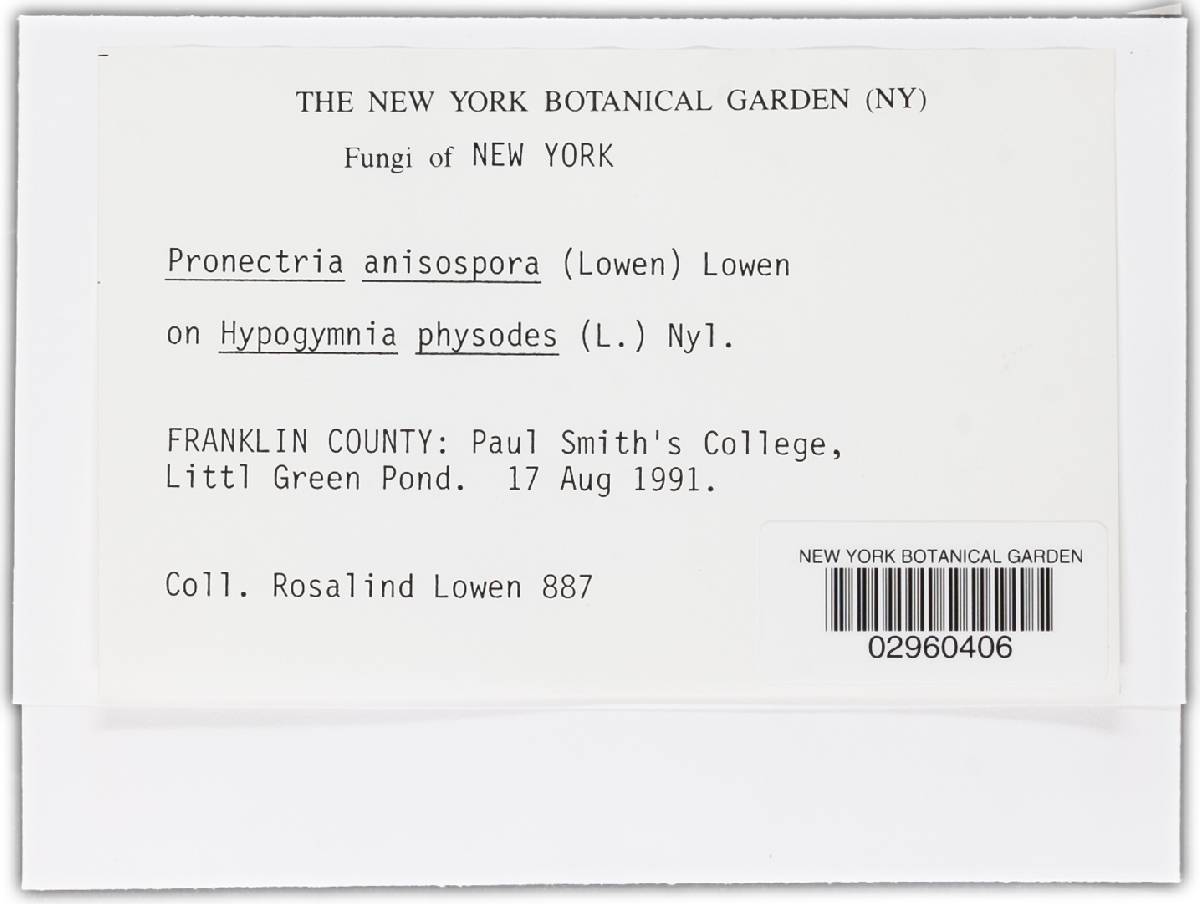 THE NEW YORK BOTANICAL GARDEN (NY)
Fungi of NEW YORK
Pronectria anisospora (Lowen) Lowen
on Hypogymnia physodes (L.) Nyl.
FRANKLIN COUNTY: Paul Smith's College,
Littl Green Pond. 17 Aug 1991.
Coll. Rosalind Lowen 887
NEW YORK BOTANICAL GARDEN
02960406